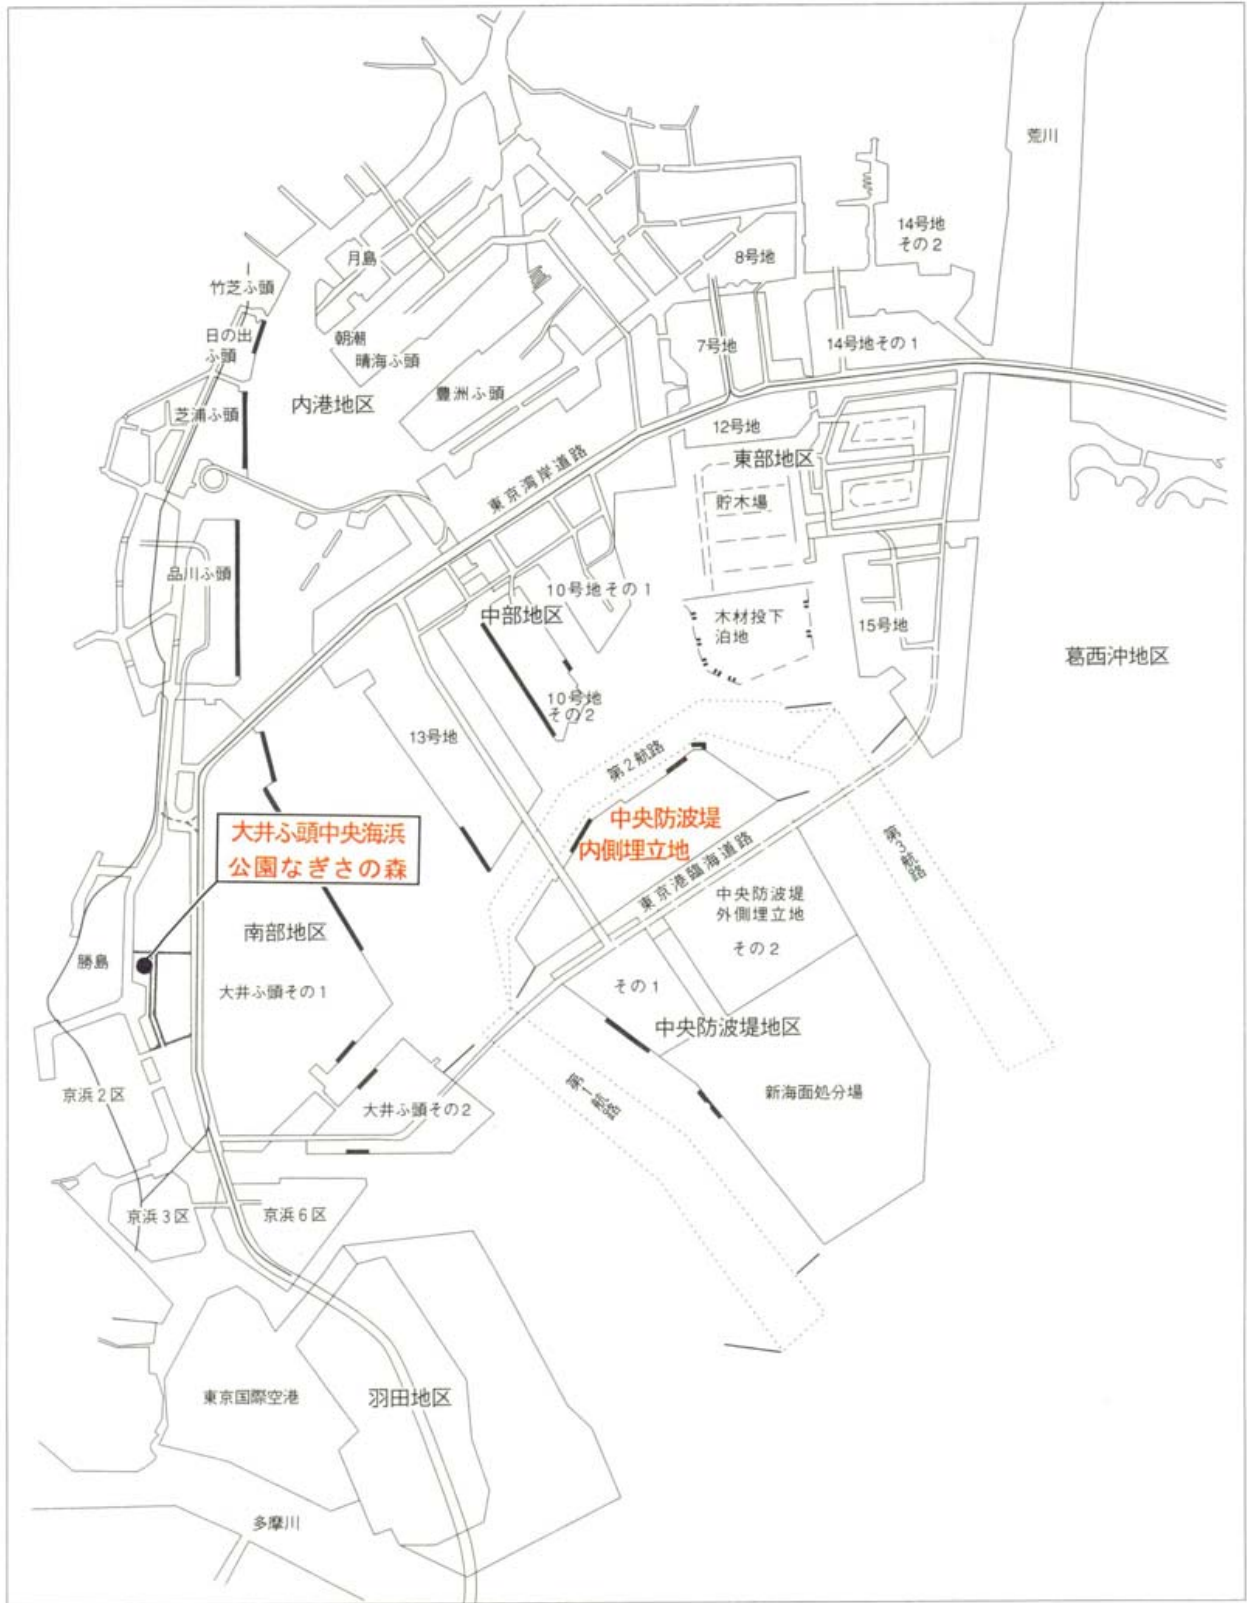 荒川
14号地
その2
月島
8号地
竹芝ふ頭
日の出
ふ頭
朝潮
晴海ふ頭
7号地
14号地その1
豊洲ふ頭
内港地区
芝浦ふ頭
12号地
東部地区
東京湾岸道路
貯木場
品川ふ頭
10号地その1
中部地区
木材投下
泊地
15号地
葛西沖地区
10号地
その2
13号地
第2航路
大井ふ頭中央海浜
公園なぎさの森
中央防波堤
内側埋立地
東京港臨海道路
第3航路
中央防波堤
外側埋立地
その2
南部地区
勝島
大井ふ頭その1
その1
中央防波堤地区
京浜2区
第1航路
新海面処分場
大井ふ頭その2
京浜3区
京浜6区
東京国際空港
羽田地区
多摩川